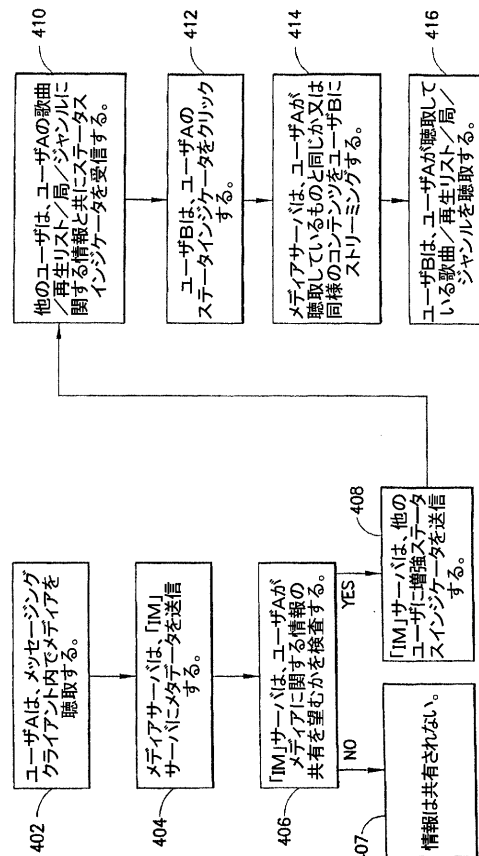 402
ユーザAは、メッセージング
クライアント内でメディアを
聴取する。
404
メディアサーバは、「IM」
サーバにメタデータを送信
する。
406
「IM」サーバは、ユーザAが
メディアに関する情報の
共有を望むかを検査する。
NO
YES
407
情報は共有されない。
408
「IM」サーバは、他の
ユーザに増強ステータ
スインジケータを送信
する。
410
他のユーザは、ユーザAの歌曲
/再生リスト/局/ジャンルに
関する情報と共にステータス
インジケータを受信する。
412
ユーザBは、ユーザAの
ステータインジケータをクリック
する。
414
メディアサーバは、ユーザAが
聴取しているものと同じか又は
同様のコンテンツをユーザBに
ストリーミングする。
416
ユーザBは、ユーザAが聴取して
いる歌曲/再生リスト/局/
ジャンルを聴取する。